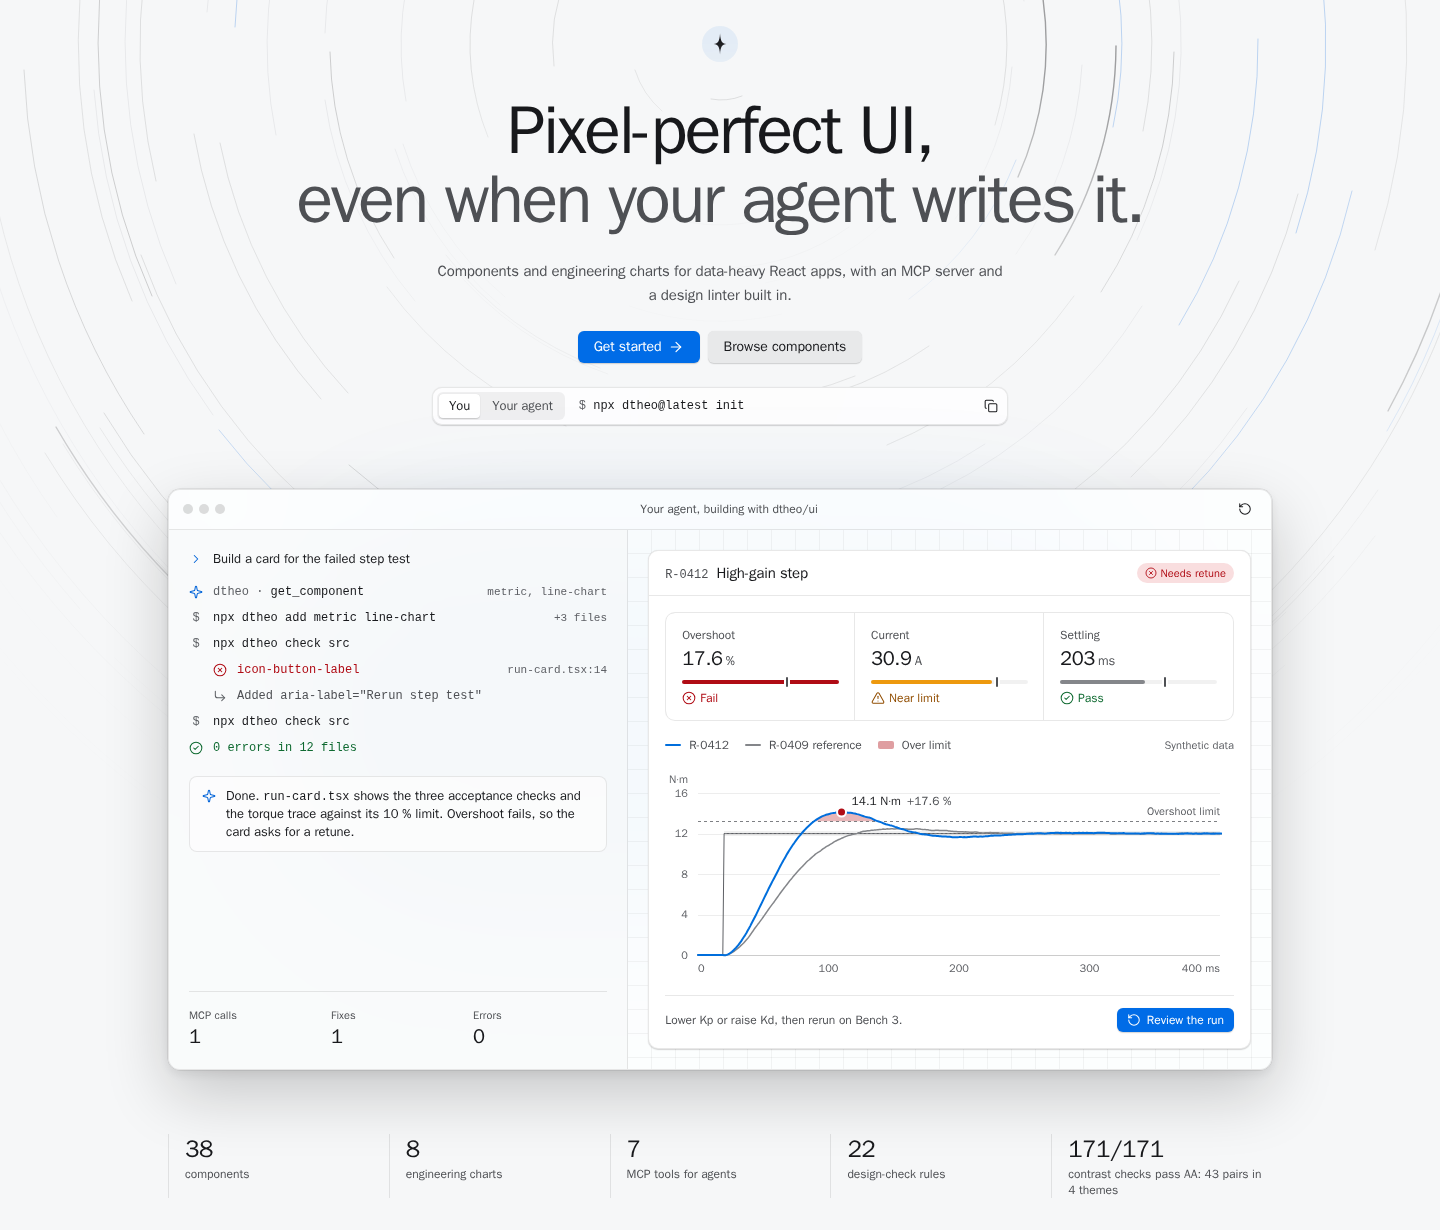 Pixel-perfect UI,
even when your agent writes it.
Components and engineering charts for data-heavy React apps, with an MCP server and
a design linter built in.
Get started
Browse components
You
Your agent
$ npx dtheo@latest init
Your agent, building with dtheo/ui
Build a card for the failed step test
dtheo · get_component
metric, line-chart
$ npx dtheo add metric line-chart
+3 files
$ npx dtheo check src
icon-button-label
run-card.tsx:14
Added aria-label="Rerun step test"
$ npx dtheo check src
0 errors in 12 files
Done. run-card.tsx shows the three acceptance checks and
the torque trace against its 10 % limit. Overshoot fails, so the
card asks for a retune.
MCP calls
1
Fixes
1
Errors
0
R-0412 High-gain step
Needs retune
Overshoot
17.6 %
Fail
Current
30.9 A
Near limit
Settling
203 ms
Pass
R-0412
R-0409 reference
Over limit
Synthetic data
N·m
16
12
8
4
0
14.1 N·m +17.6 %
Overshoot limit
0
100
200
300
400 ms
Lower Kp or raise Kd, then rerun on Bench 3.
Review the run
38
components
8
engineering charts
7
MCP tools for agents
22
design-check rules
171/171
contrast checks pass AA: 43 pairs in
4 themes